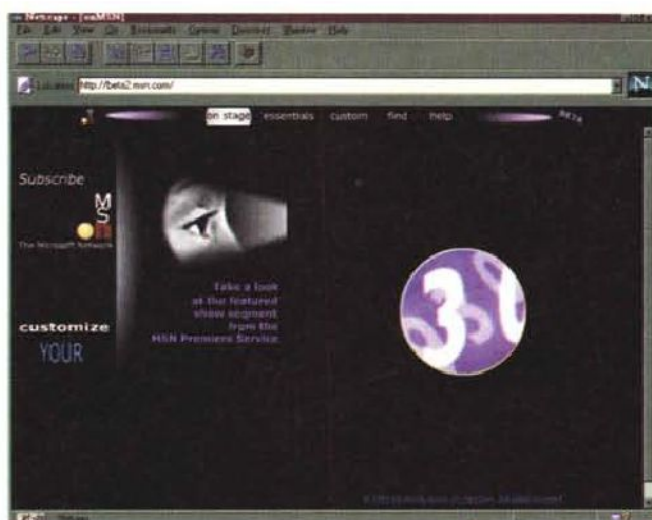 Netscape - [onMSN]
File Edit View Go Bookmarks Options Directory Window Help
Location: http://beta2.msn.com/
N
on stage essentials custom find help BETA
Subscribe
MSn
The Microsoft Network
customize
YOUR
Take a look
at the featured
show segment
from the
MSN Premiere Service
3